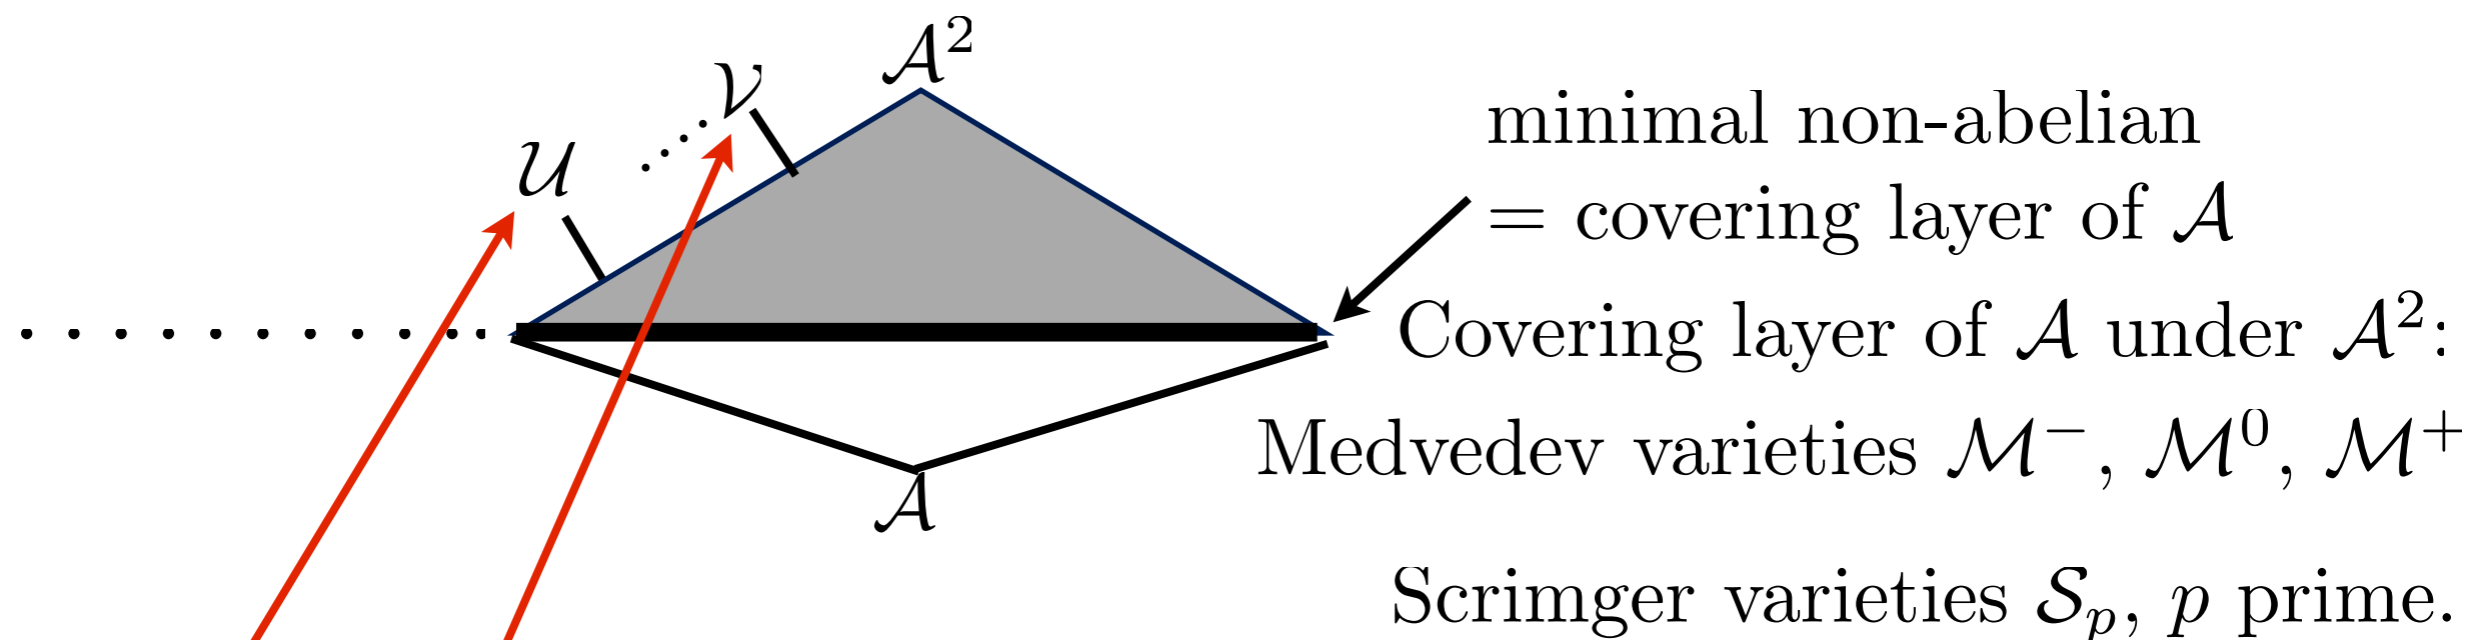 𝒜²
𝒱
𝒰
minimal non-abelian
= covering layer of 𝒜
Covering layer of 𝒜 under 𝒜²:
Medvedev varieties ℳ⁻, ℳ⁰, ℳ⁺
𝒜
Scrimger varieties 𝒮ₚ, p prime.